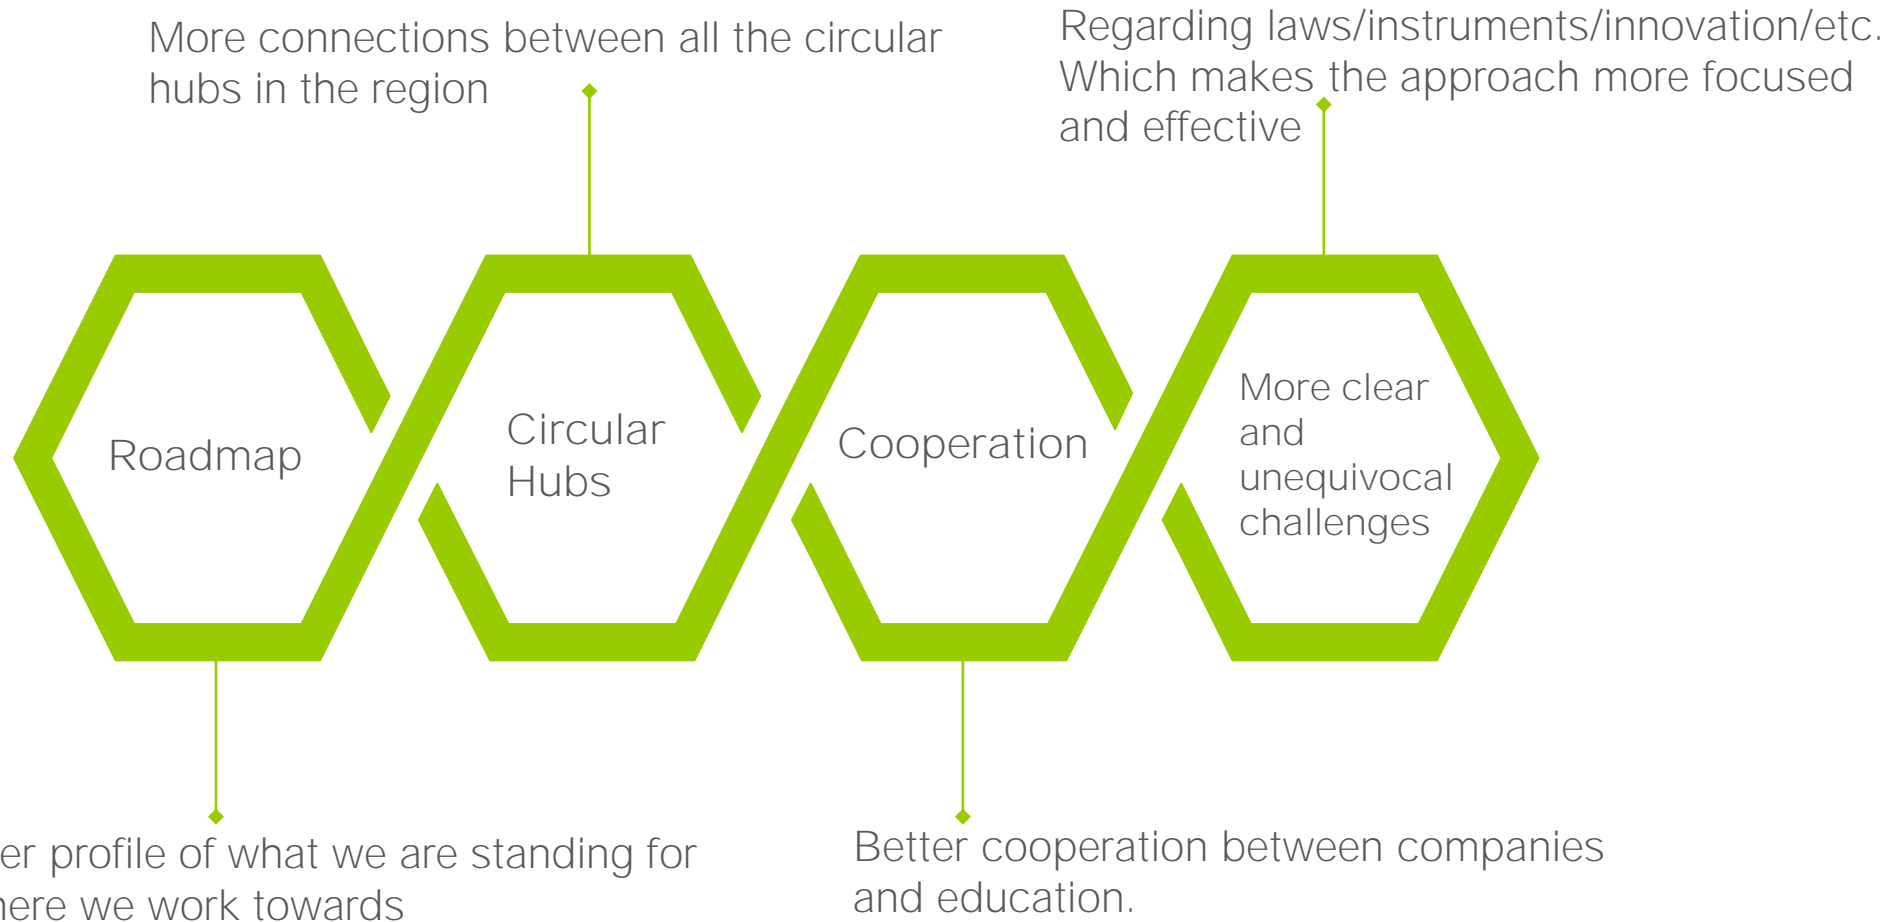 More connections between all the circular
hubs in the region
Regarding laws/instruments/innovation/etc.
Which makes the approach more focused
and effective
Roadmap
Circular
Hubs
Cooperation
More clear
and
unequivocal
challenges
profile of what we are standing for
we work towards
Better cooperation between companies
and education.